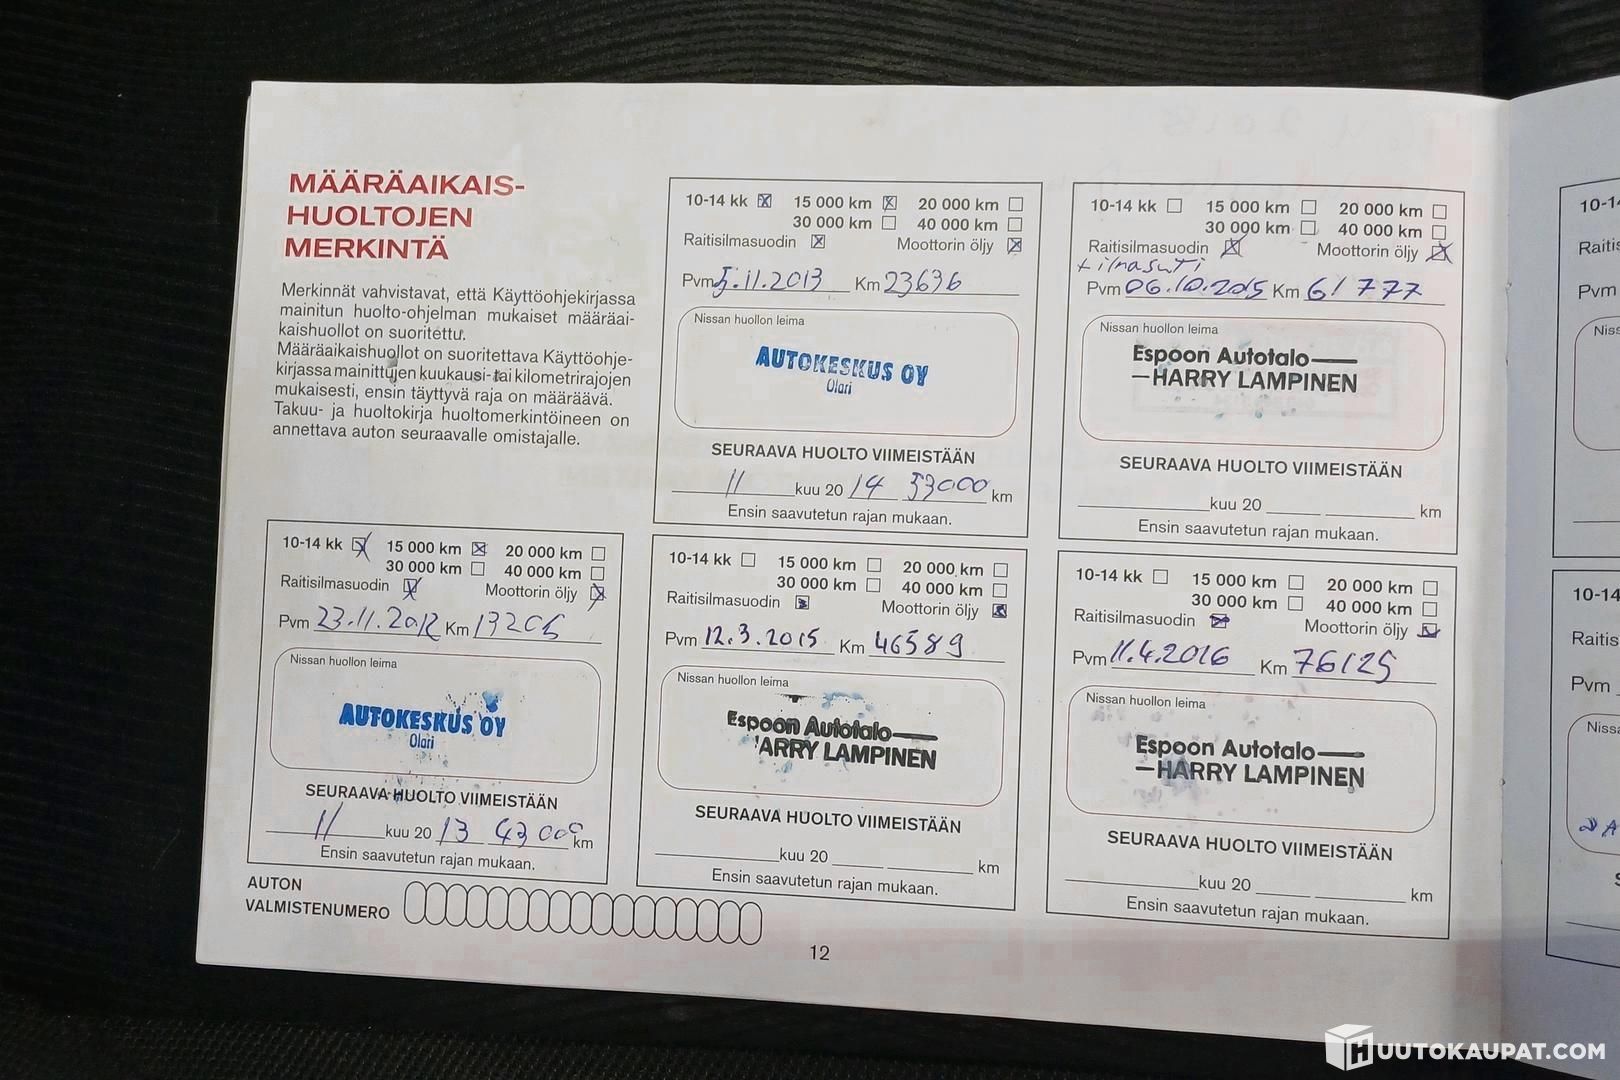 MÄÄRÄAIKAIS-
HUOLTOJEN
MERKINTÄ
Merkinnät vahvistavat, että Käyttöohjekirjassa
mainitun huolto-ohjelman mukaiset määräai-
kaishuollot on suoritettu.
Määräaikaishuollot on suoritettava Käyttöohje-
kirjassa mainittujen kuukausi- tai kilometrirajojen
mukaisesti, ensin täyttyvä raja on määräävä.
Takuu- ja huoltokirja huoltomerkintöineen on
annettava auton seuraavalle omistajalle.
10-14 kk 15 000 km 20 000 km
30 000 km 40 000 km
Raitisilmasuodin Moottorin öljy
Pvm 23.11.2012 Km 13206
Nissan huollon leima
AUTOKESKUS OY
Olari
SEURAAVA HUOLTO VIIMEISTÄÄN
11 kuu 20 13 43000 km
Ensin saavutetun rajan mukaan.
AUTON
VALMISTENUMERO
10-14 kk 15 000 km 20 000 km
30 000 km 40 000 km
Raitisilmasuodin Moottorin öljy
Pvm 5.11.2013 Km 23636
Nissan huollon leima
AUTOKESKUS OY
Olari
SEURAAVA HUOLTO VIIMEISTÄÄN
11 kuu 20 14 53000 km
Ensin saavutetun rajan mukaan.
10-14 kk 15 000 km 20 000 km
30 000 km 40 000 km
Raitisilmasuodin Moottorin öljy
Pvm 12.3.2015 Km 46589
Nissan huollon leima
Espoon Autotalo
ARRY LAMPINEN
SEURAAVA HUOLTO VIIMEISTÄÄN
kuu 20 km
Ensin saavutetun rajan mukaan.
10-14 kk 15 000 km 20 000 km
30 000 km 40 000 km
Raitisilmasuodin Moottorin öljy
+ilmasuti
Pvm 06.10.2015 Km 61777
Nissan huollon leima
Espoon Autotalo
HARRY LAMPINEN
SEURAAVA HUOLTO VIIMEISTÄÄN
kuu 20 km
Ensin saavutetun rajan mukaan.
10-14 kk 15 000 km 20 000 km
30 000 km 40 000 km
Raitisilmasuodin Moottorin öljy
Pvm 11.4.2016 Km 76125
Nissan huollon leima
Espoon Autotalo
HARRY LAMPINEN
SEURAAVA HUOLTO VIIMEISTÄÄN
kuu 20 km
Ensin saavutetun rajan mukaan.
12
Pvm
10-14
Pvm
HUUTOKAUPAT.COM